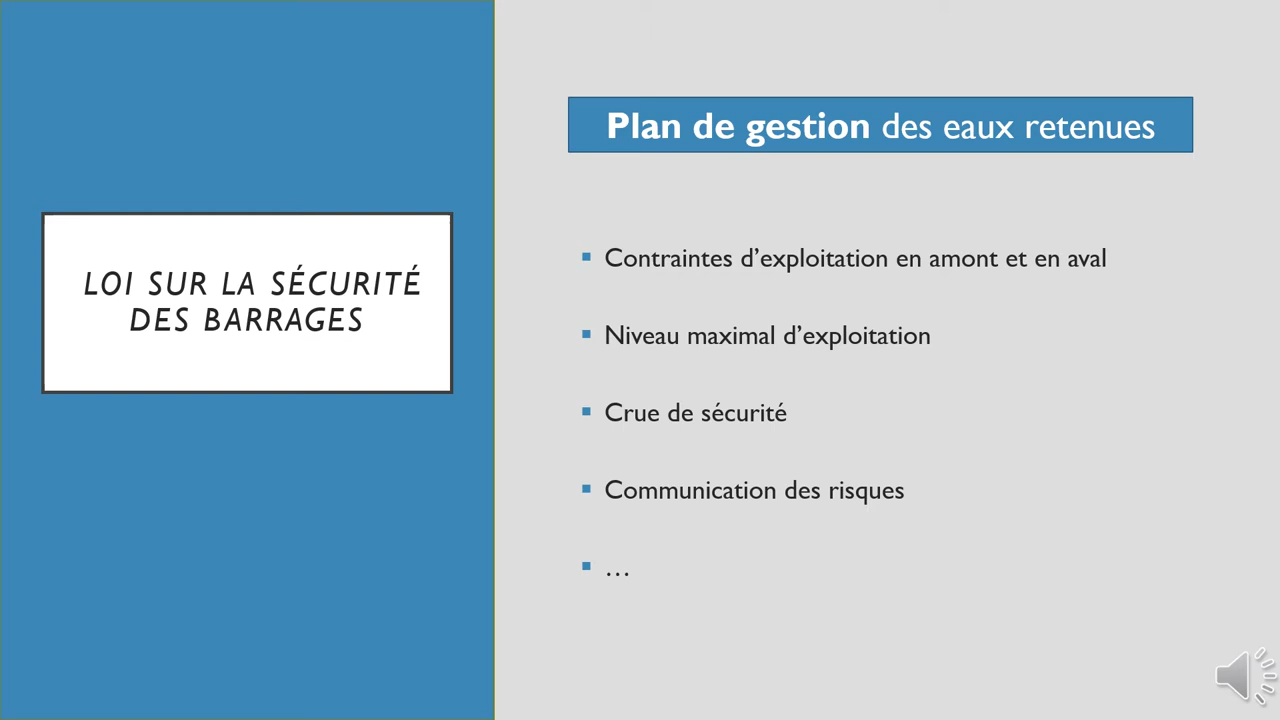 LOI SUR LA SÉCURITÉ
DES BARRAGES
Plan de gestion des eaux retenues
▪ Contraintes d’exploitation en amont et en aval
▪ Niveau maximal d’exploitation
▪ Crue de sécurité
▪ Communication des risques
▪ …